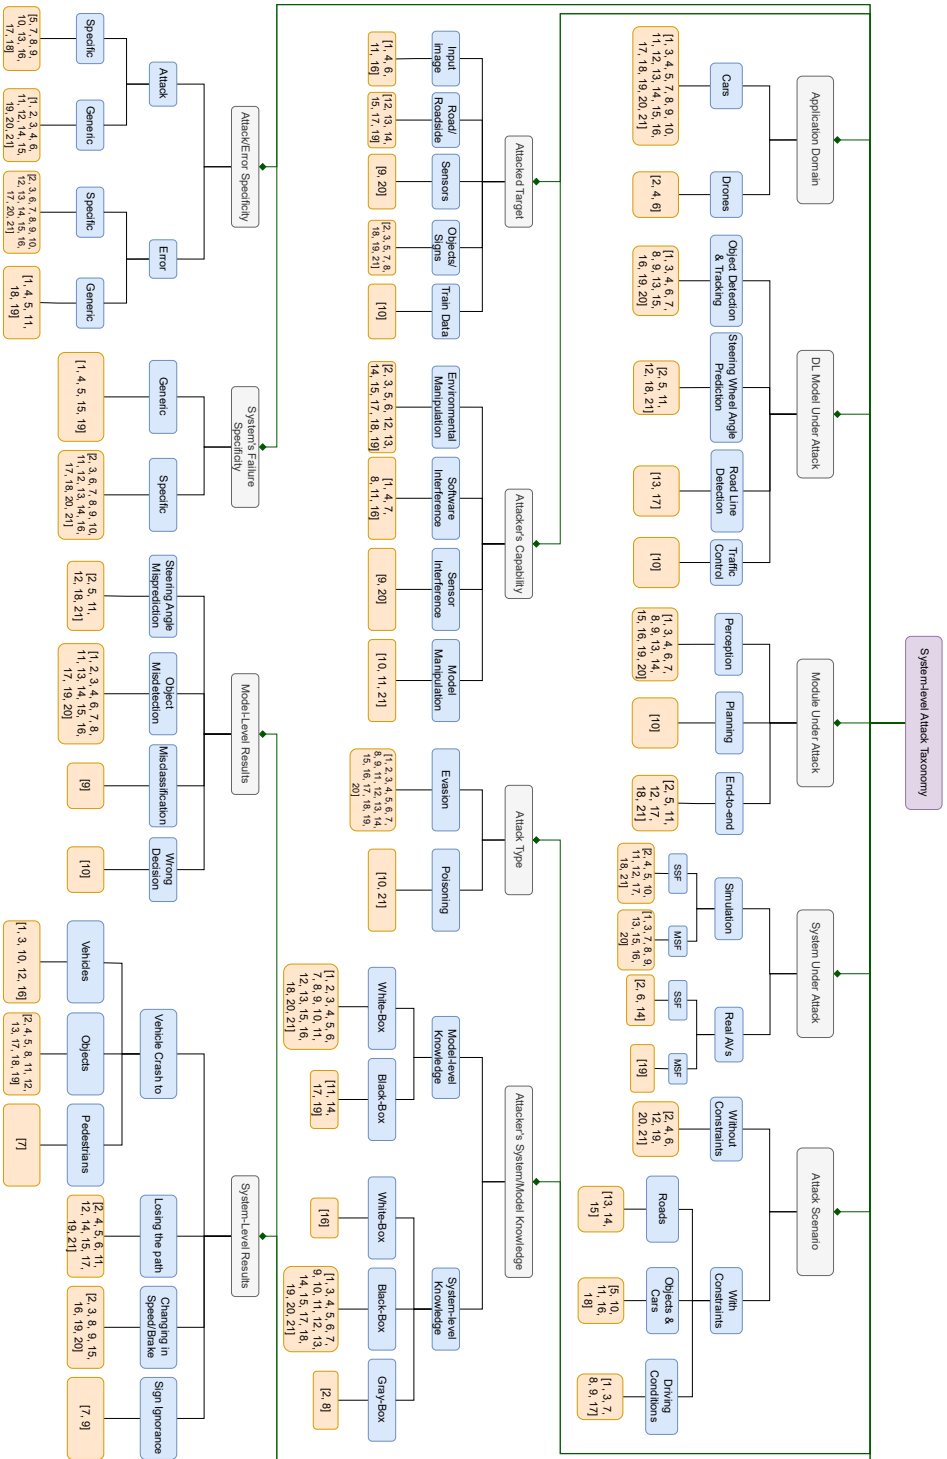 System-level Attack Taxonomy
Application Domain
Cars
[1, 3, 4, 5, 7, 8, 9, 10,
11, 12, 13, 14, 15, 16,
17, 18, 19, 20, 21]
Drones
[2, 4, 6]
DL Model Under Attack
Object Detection
& Tracking
[1, 3, 4, 6, 7,
8, 9, 13, 15,
16, 19, 20]
Steering Wheel Angle
Prediction
[2, 5, 11,
12, 18, 21]
Road Line
Detection
[13, 17]
Traffic
Control
[10]
Module Under Attack
Perception
[1, 3, 4, 6, 7,
8, 9, 13, 14,
15, 16, 19, 20]
Planning
[10]
End-to-end
[2, 5, 11,
12, 17,
18, 21]
System Under Attack
Simulation
SSF
[2, 4, 5, 10,
11, 12, 17,
18, 21]
MSF
[1, 3, 7, 8, 9,
13, 15, 16,
20]
Real AVs
SSF
[2, 6, 14]
MSF
[19]
Attack Scenario
Without
Constraints
[2, 4, 6,
12, 19,
20, 21]
With
Constraints
Roads
[13, 14,
15]
Objects &
Cars
[5, 10,
11, 16,
18]
Driving
Conditions
[1, 3, 7,
8, 9, 17]
Attacked Target
Input
image
[1, 4, 6,
11, 16]
Road/
Roadside
[12, 13, 14,
15, 17, 19]
Sensors
[9, 20]
Objects/
Signs
[2, 3, 5, 7, 8,
18, 19, 21]
Train Data
[10]
Attacker's Capability
Environmental
Manipulation
[2, 3, 5, 6, 12, 13,
14, 15, 17, 18, 19]
Software
Interference
[1, 4, 7,
8, 11, 16]
Sensor
Interference
[9, 20]
Model
Manipulation
[10, 11, 21]
Attack Type
Evasion
[1, 2, 3, 4, 5, 6, 7,
8, 9, 11, 12, 13, 14,
15, 16, 17, 18, 19,
20]
Poisoning
[10, 21]
Attacker's System/Model Knowledge
Model-level
Knowledge
White-Box
[1, 2, 3, 4, 5, 6,
7, 8, 9, 10, 11,
12, 13, 15, 16,
18, 20, 21]
Black-Box
[11, 14,
17, 19]
System-level
Knowledge
White-Box
[16]
Black-Box
[1, 3, 4, 5, 6, 7,
9, 10, 11, 12, 13,
14, 15, 17, 18,
19, 20, 21]
Gray-Box
[2, 8]
Attack/Error Specificity
Attack
Specific
[5, 7, 8, 9,
10, 13, 16,
17, 18]
Generic
[1, 2, 3, 4, 6,
11, 12, 14, 15,
19, 20, 21]
Error
Specific
[2, 3, 6, 7, 8, 9, 10,
12, 13, 14, 15, 16,
17, 20, 21]
Generic
[1, 4, 5, 11,
18, 19]
System's Failure
Specificity
Generic
[1, 4, 5, 15, 19]
Specific
[2, 3, 6, 7, 8, 9, 10,
11, 12, 13, 14, 16,
17, 18, 20, 21]
Model-Level Results
Steering Angle
Misprediction
[2, 5, 11,
12, 18, 21]
Object
Misdetection
[1, 2, 3, 4, 6, 7, 8,
11, 13, 14, 15, 16,
17, 19, 20]
Misclassification
[9]
Wrong
Decision
[10]
System-Level Results
Vehicle Crash to
Vehicles
[1, 3, 10, 12, 16]
Objects
[2, 4, 5, 8, 11, 12,
13, 17, 18, 19]
Pedestrians
[7]
Losing the path
[2, 4, 5, 6, 11,
12, 14, 15, 17,
19, 21]
Changing in
Speed/Brake
[2, 3, 8, 9, 15,
16, 19, 20]
Sign Ignorance
[7, 9]